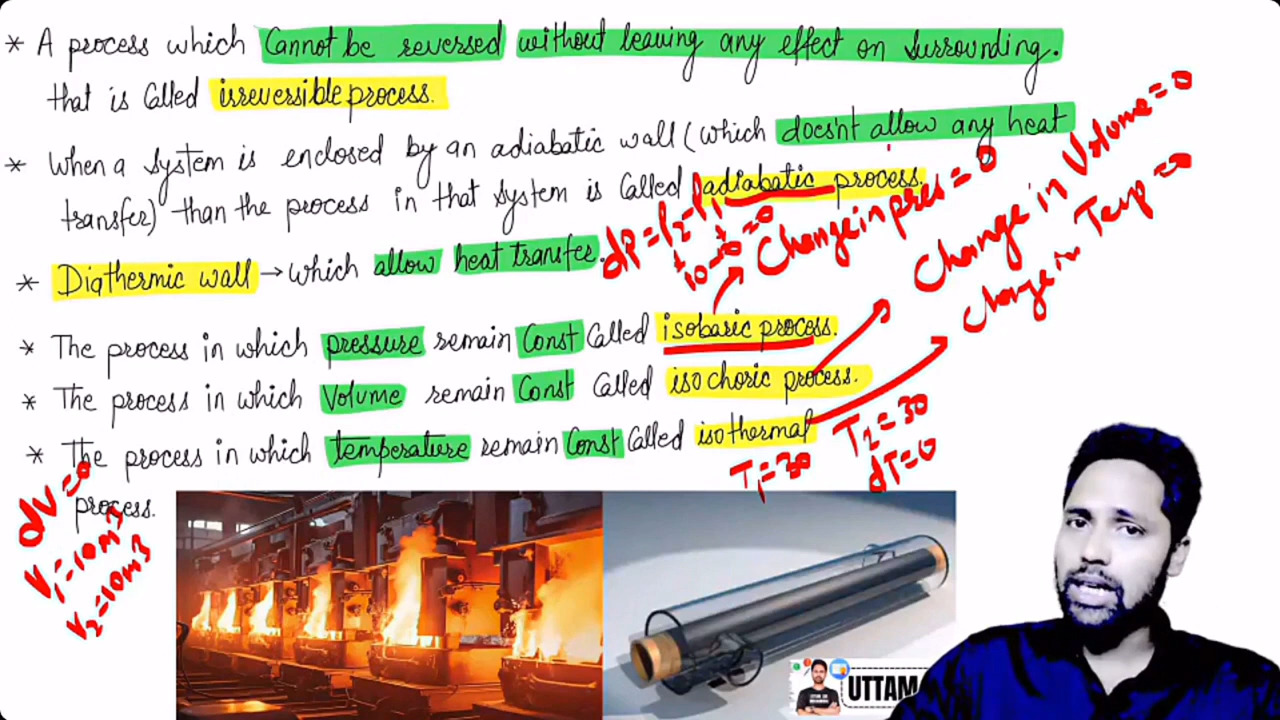 * A process which Cannot be reversed without leaving any effect on surrounding.
that is Called irreversible process.
* When a system is enclosed by an adiabatic wall (which does'nt allow any heat
transfer) than the process in that system is Called adiabatic process.
* Diathermic wall → which allow heat transfer.
* The process in which pressure remain Const Called isobaric process.
* The process in which Volume remain Const Called isochoric process.
* The process in which temperature remain Const Called isothermal
process.
dP = P2 - P1
10 - 10 = 0
Change in pres = 0
Change in Volume = 0
Change in Temp = 0
T1 = 30
T2 = 30
dT = 0
dV = 0
V1 = 10m3
V2 = 10m3
UTTAM